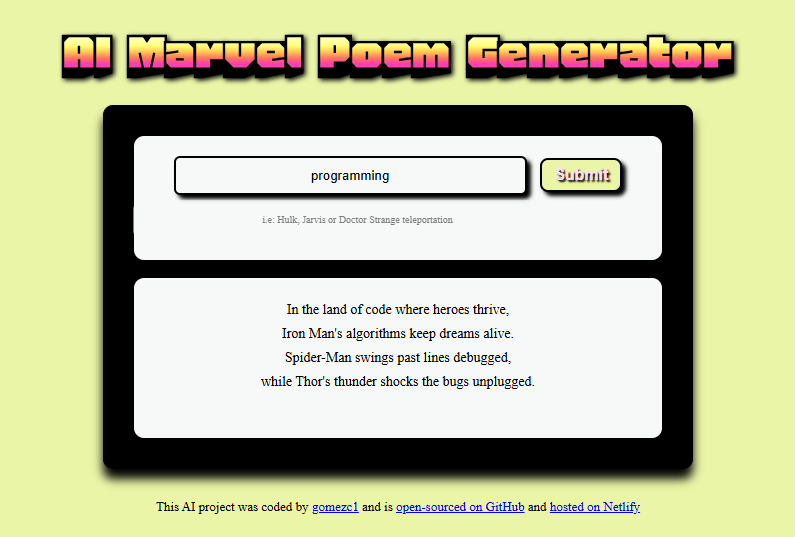 AI Marvel Poem Generator
programming
Submit
i.e: Hulk, Jarvis or Doctor Strange teleportation
In the land of code where heroes thrive,
Iron Man's algorithms keep dreams alive.
Spider-Man swings past lines debugged,
while Thor's thunder shocks the bugs unplugged.
This AI project was coded by gomezc1 and is open-sourced on GitHub and hosted on Netlify